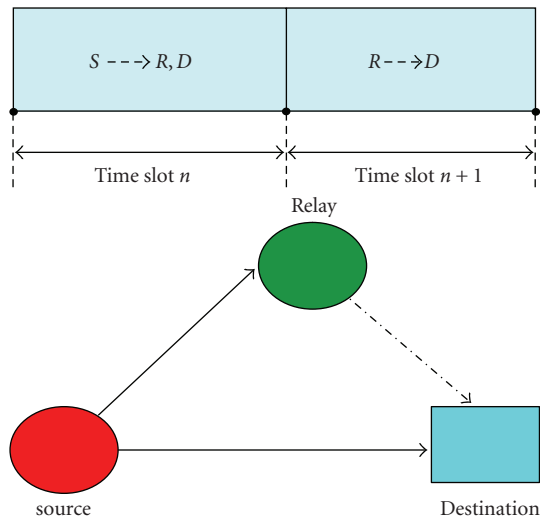 S ---→ R, D
R ---→ D
Time slot n
Time slot n + 1
Relay
source
Destination